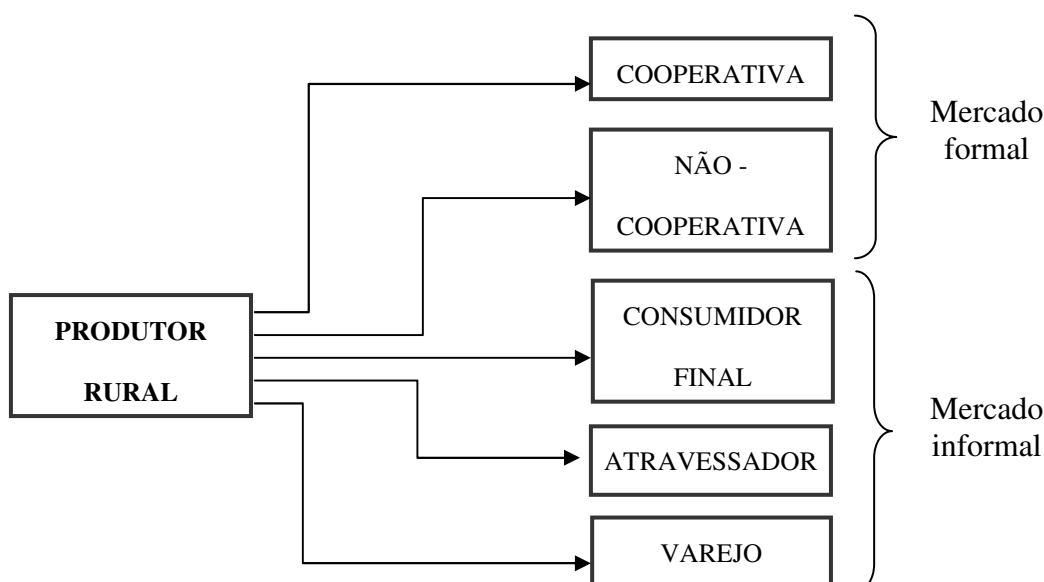 COOPERATIVA
NÃO -
COOPERATIVA
Mercado
formal
PRODUTOR
RURAL
CONSUMIDOR
FINAL
ATRAVESSADOR
VAREJO
Mercado
informal